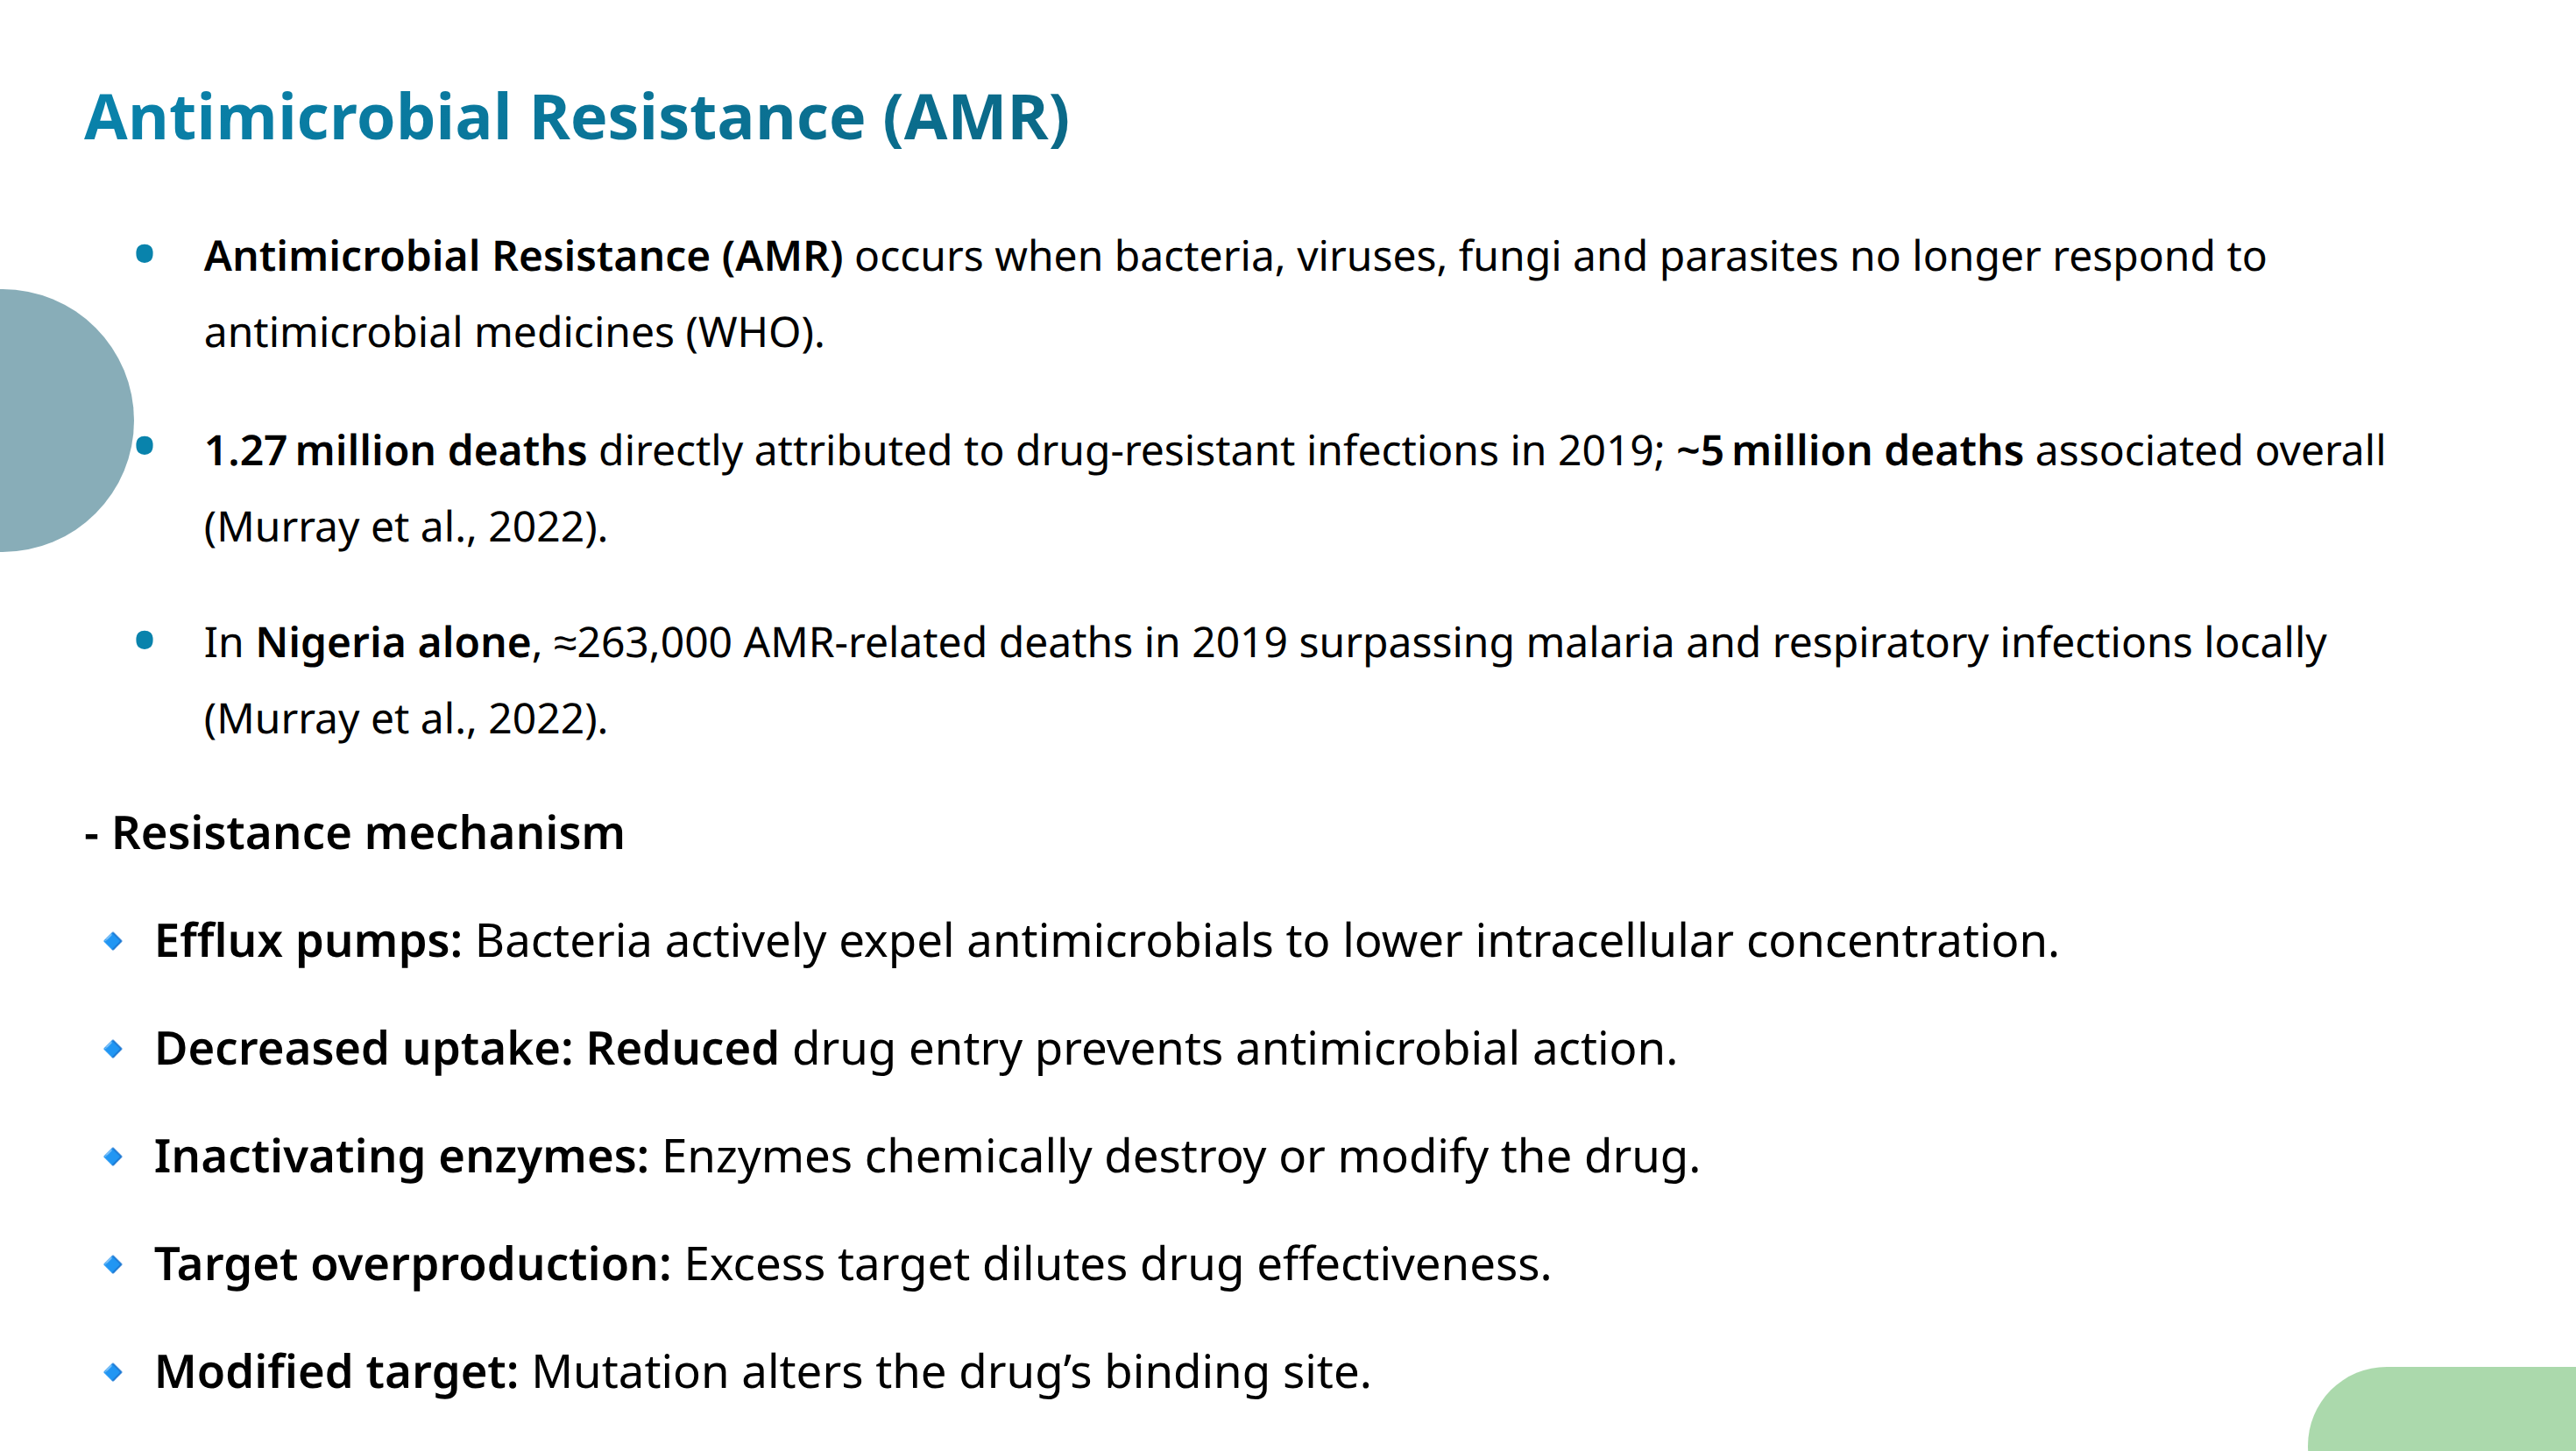 Antimicrobial Resistance (AMR)
• Antimicrobial Resistance (AMR) occurs when bacteria, viruses, fungi and parasites no longer respond to
antimicrobial medicines (WHO).
• 1.27 million deaths directly attributed to drug-resistant infections in 2019; ~5 million deaths associated overall
(Murray et al., 2022).
• In Nigeria alone, ≈263,000 AMR-related deaths in 2019 surpassing malaria and respiratory infections locally
(Murray et al., 2022).
- Resistance mechanism
🔹 Efflux pumps: Bacteria actively expel antimicrobials to lower intracellular concentration.
🔹 Decreased uptake: Reduced drug entry prevents antimicrobial action.
🔹 Inactivating enzymes: Enzymes chemically destroy or modify the drug.
🔹 Target overproduction: Excess target dilutes drug effectiveness.
🔹 Modified target: Mutation alters the drug’s binding site.